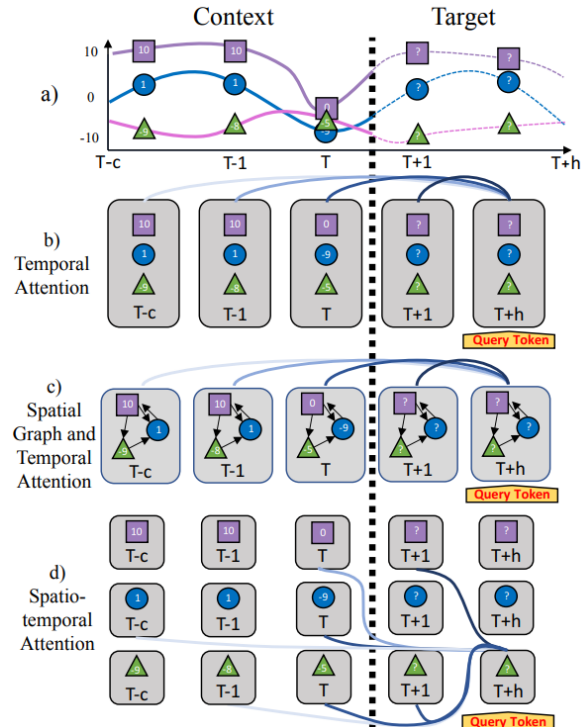 Context Target
10
0
-10
a)
10 10 0 ? ?
1 1 -9 ? ?
-9 -8 -5 ? ?
T-c T-1 T T+1 T+h
b)
Temporal
Attention
10 10 0 ? ?
1 1 -9 ? ?
-9 -8 -5 ? ?
T-c T-1 T T+1 T+h
Query Token
c)
Spatial
Graph and
Temporal
Attention
10 10 0 ? ?
1 1 -9 ? ?
-9 -8 -5 ? ?
T-c T-1 T T+1 T+h
Query Token
d)
Spatio-
temporal
Attention
10 10 0 ? ?
T-c T-1 T T+1 T+h
1 1 -9 ? ?
T-c T-1 T T+1 T+h
-9 -8 -5 ? ?
T-c T-1 T T+1 T+h
Query Token